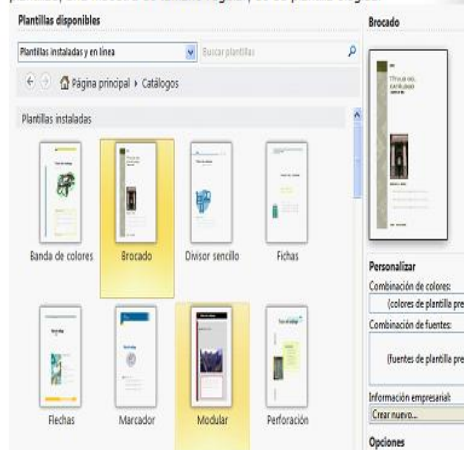 Plantillas disponibles
Brocado
Plantillas instaladas y en línea
Buscar plantillas
Página principal Catálogos
Plantillas instaladas
Banda de colores
Brocado
Divisor sencillo
Fichas
Flechas
Marcador
Modular
Perforación
Personalizar
Combinación de colores:
(colores de plantilla pre
Combinación de fuentes:
(fuentes de plantilla pre
Información empresarial:
Crear nuevo...
Opciones